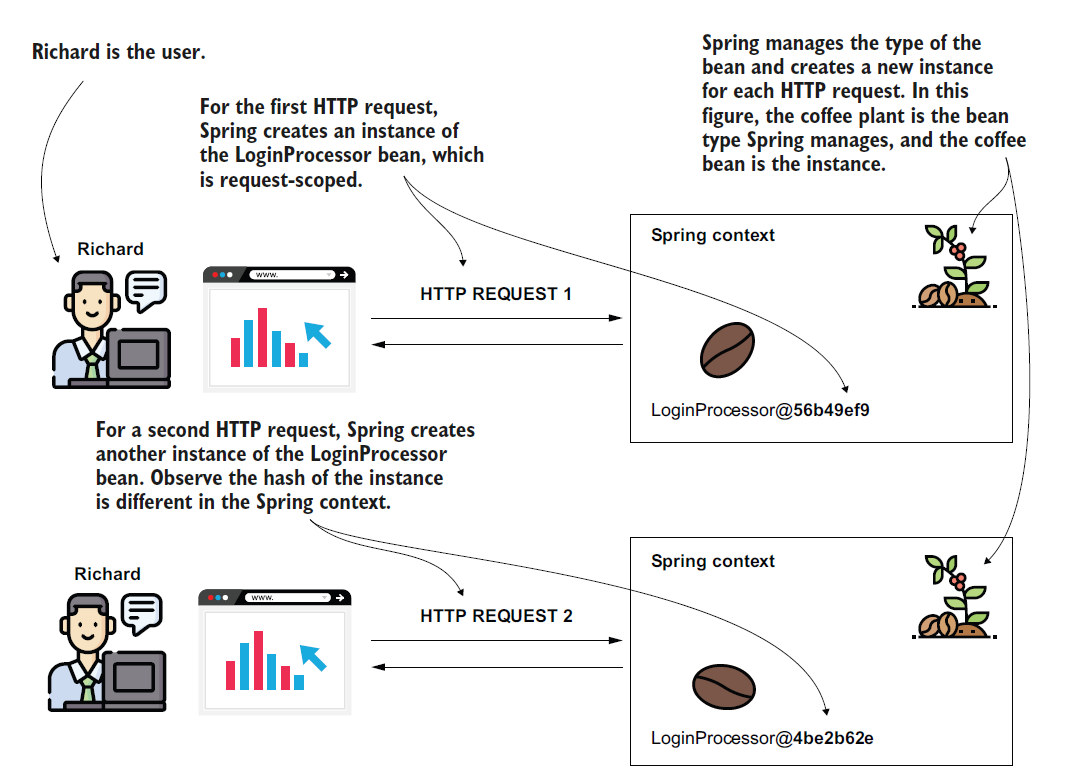 Richard is the user.
For the first HTTP request,
Spring creates an instance of
the LoginProcessor bean, which
is request-scoped.
Spring manages the type of the
bean and creates a new instance
for each HTTP request. In this
figure, the coffee plant is the bean
type Spring manages, and the coffee
bean is the instance.
Richard
www.
HTTP REQUEST 1
Spring context
LoginProcessor@56b49ef9
For a second HTTP request, Spring creates
another instance of the LoginProcessor
bean. Observe the hash of the instance
is different in the Spring context.
Richard
www.
HTTP REQUEST 2
Spring context
LoginProcessor@4be2b62e